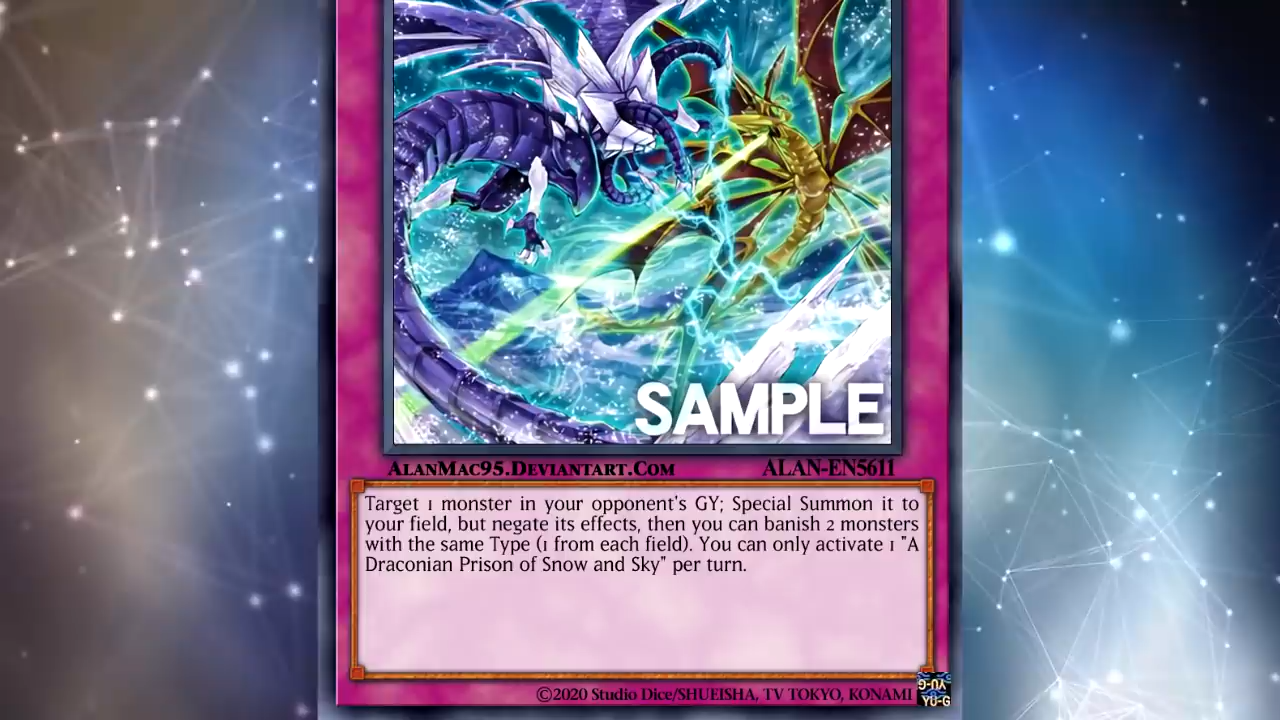 SAMPLE
AlanMac95.Deviantart.Com ALAN-EN5611
Target 1 monster in your opponent's GY; Special Summon it to
your field, but negate its effects, then you can banish 2 monsters
with the same Type (1 from each field). You can only activate 1 "A
Draconian Prison of Snow and Sky" per turn.
©2020 Studio Dice/SHUEISHA, TV TOKYO, KONAMI